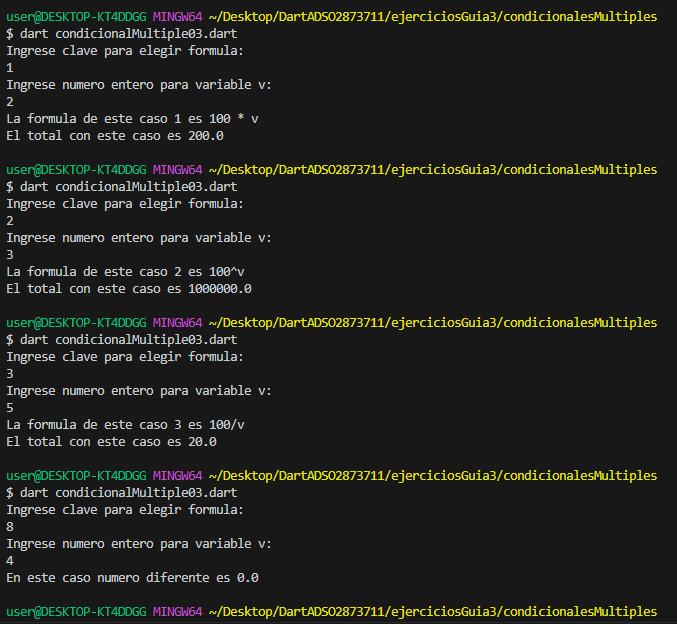 user@DESKTOP-KT4DDGG MINGW64 ~/Desktop/DartADSO2873711/ejerciciosGuia3/condicionalesMultiples
$ dart condicionalMultiple03.dart
Ingrese clave para elegir formula:
1
Ingrese numero entero para variable v:
2
La formula de este caso 1 es 100 * v
El total con este caso es 200.0
user@DESKTOP-KT4DDGG MINGW64 ~/Desktop/DartADSO2873711/ejerciciosGuia3/condicionalesMultiples
$ dart condicionalMultiple03.dart
Ingrese clave para elegir formula:
2
Ingrese numero entero para variable v:
3
La formula de este caso 2 es 100^v
El total con este caso es 1000000.0
user@DESKTOP-KT4DDGG MINGW64 ~/Desktop/DartADSO2873711/ejerciciosGuia3/condicionalesMultiples
$ dart condicionalMultiple03.dart
Ingrese clave para elegir formula:
3
Ingrese numero entero para variable v:
5
La formula de este caso 3 es 100/v
El total con este caso es 20.0
user@DESKTOP-KT4DDGG MINGW64 ~/Desktop/DartADSO2873711/ejerciciosGuia3/condicionalesMultiples
$ dart condicionalMultiple03.dart
Ingrese clave para elegir formula:
8
Ingrese numero entero para variable v:
4
En este caso numero diferente es 0.0
user@DESKTOP-KT4DDGG MINGW64 ~/Desktop/DartADSO2873711/ejerciciosGuia3/condicionalesMultiples